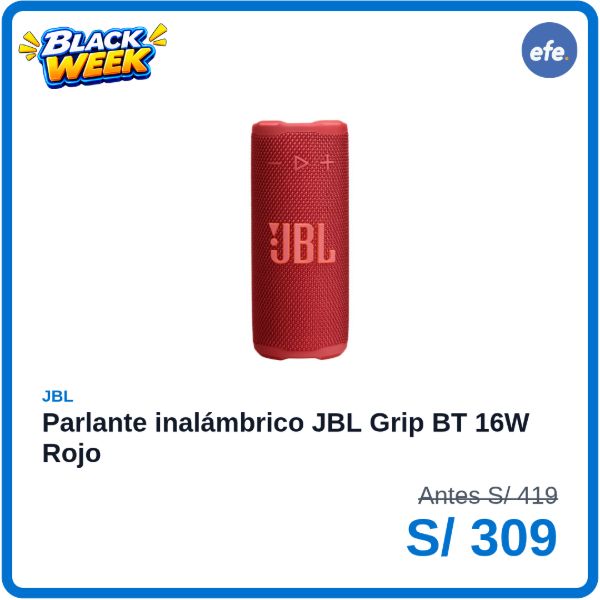 BLACK
WEEK
efe.
JBL
JBL
Parlante inalámbrico JBL Grip BT 16W
Rojo
Antes S/ 419
S/ 309